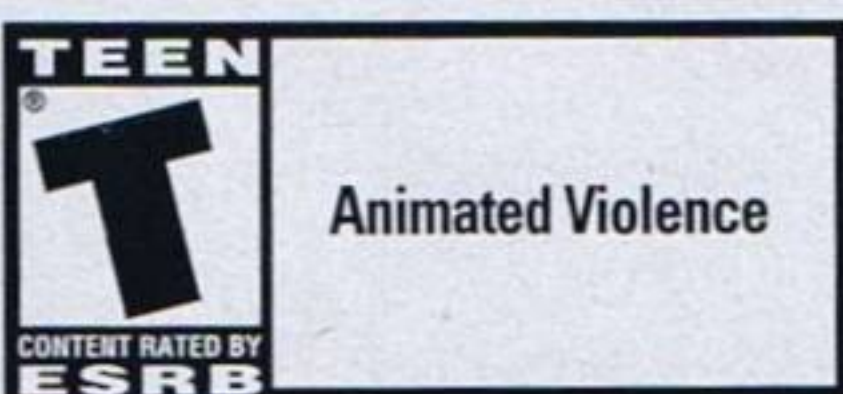 TEEN
®
T
Animated Violence
CONTENT RATED BY
ESRB